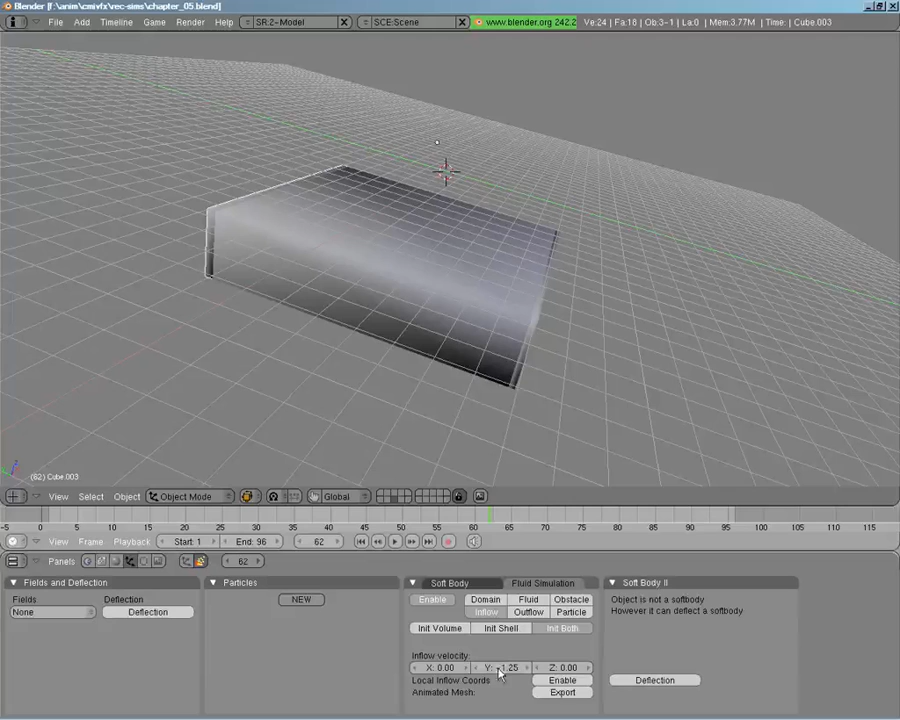 Blender [f:\anim\cmivfx\rec-sims\chapter_05.blend]
File Add Timeline Game Render Help SR:2-Model SCE:Scene www.blender.org 242.2 Ve:24 | Fa:18 | Ob:3-1 | La:0 | Mem:3.77M | Time: | Cube.003
(62) Cube.003
View Select Object Object Mode Global
-5 0 5 10 15 20 25 30 35 40 45 50 55 60 65 70 75 80 85 90 95 100 105 110 115
View Frame Playback Start: 1 End: 96 62
Panels 62
Fields and Deflection Particles Soft Body Fluid Simulation Soft Body II
Fields Deflection NEW Enable Domain Fluid Obstacle Object is not a softbody
None Deflection Inflow Outflow Particle However it can deflect a softbody
Init Volume Init Shell Init Both
Inflow velocity:
X: 0.00 Y: -1.25 Z: 0.00
Local Inflow Coords Enable Deflection
Animated Mesh: Export